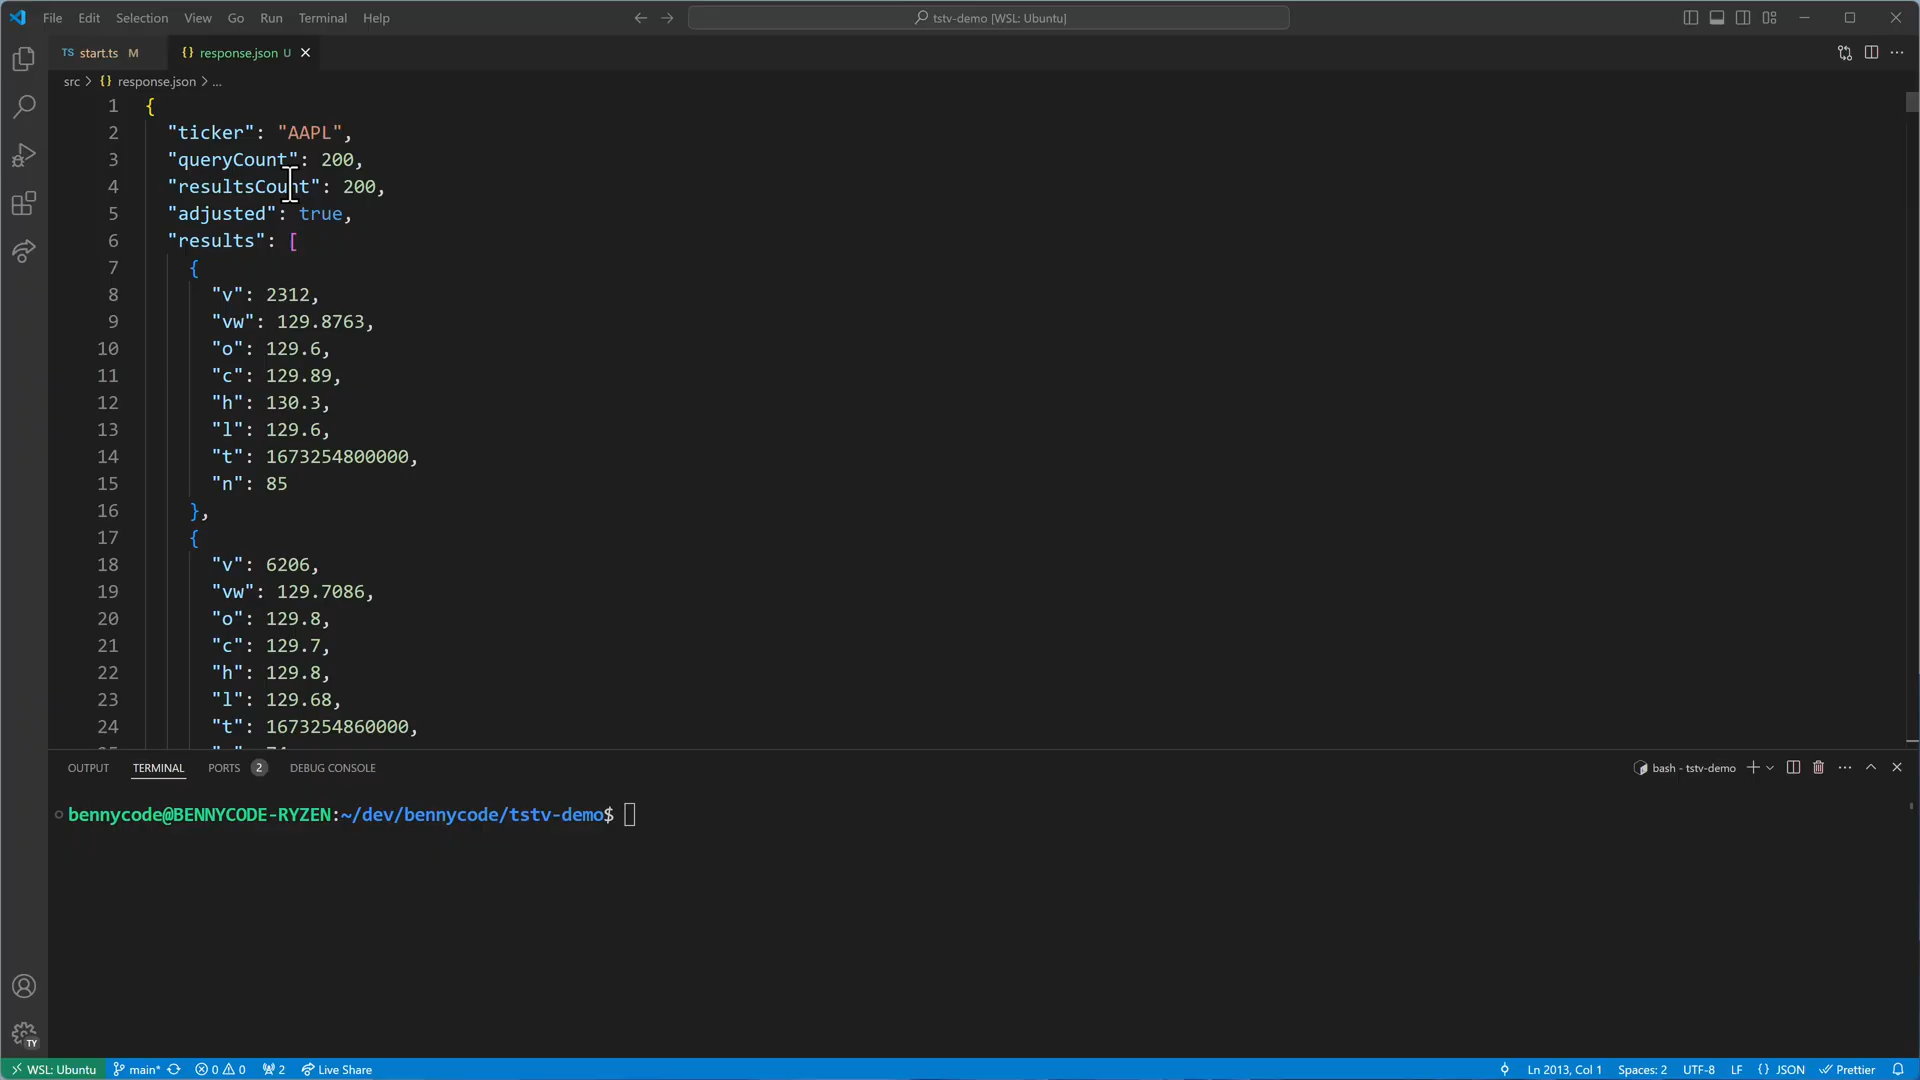 File Edit Selection View Go Run Terminal Help
tstv-demo [WSL: Ubuntu]
TS start.ts M
{} response.json U
src > {} response.json > ...
1 {
2 "ticker": "AAPL",
3 "queryCount": 200,
4 "resultsCount": 200,
5 "adjusted": true,
6 "results": [
7 {
8 "v": 2312,
9 "vw": 129.8763,
10 "o": 129.6,
11 "c": 129.89,
12 "h": 130.3,
13 "l": 129.6,
14 "t": 1673254800000,
15 "n": 85
16 },
17 {
18 "v": 6206,
19 "vw": 129.7086,
20 "o": 129.8,
21 "c": 129.7,
22 "h": 129.8,
23 "l": 129.68,
24 "t": 1673254860000,
OUTPUT TERMINAL PORTS 2 DEBUG CONSOLE
bash - tstv-demo
bennycode@BENNYCODE-RYZEN:~/dev/bennycode/tstv-demo$
TY
WSL: Ubuntu main* 0 0 2 Live Share
Ln 2013, Col 1 Spaces: 2 UTF-8 LF {} JSON Prettier